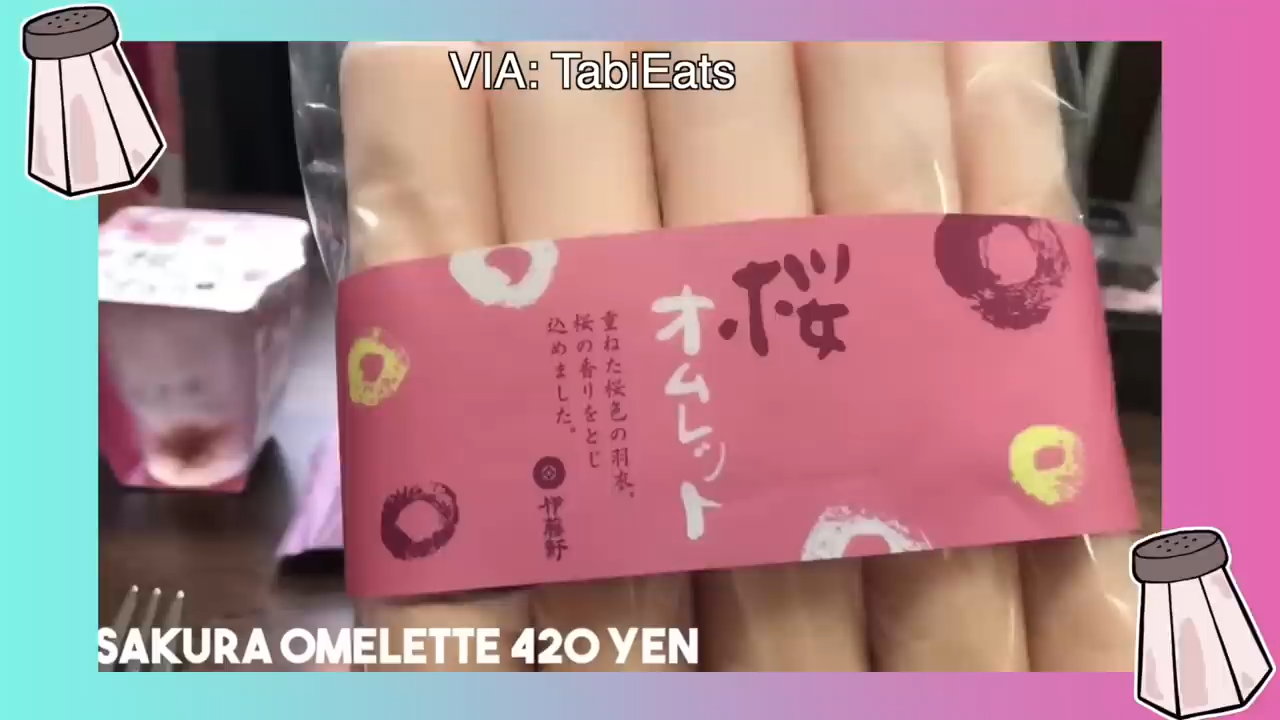 VIA: TabiEats
桜
オムレット
重ねた桜色の羽衣。
桜の香りをとじ
込めました。
伊藤軒
SAKURA OMELETTE 420 YEN